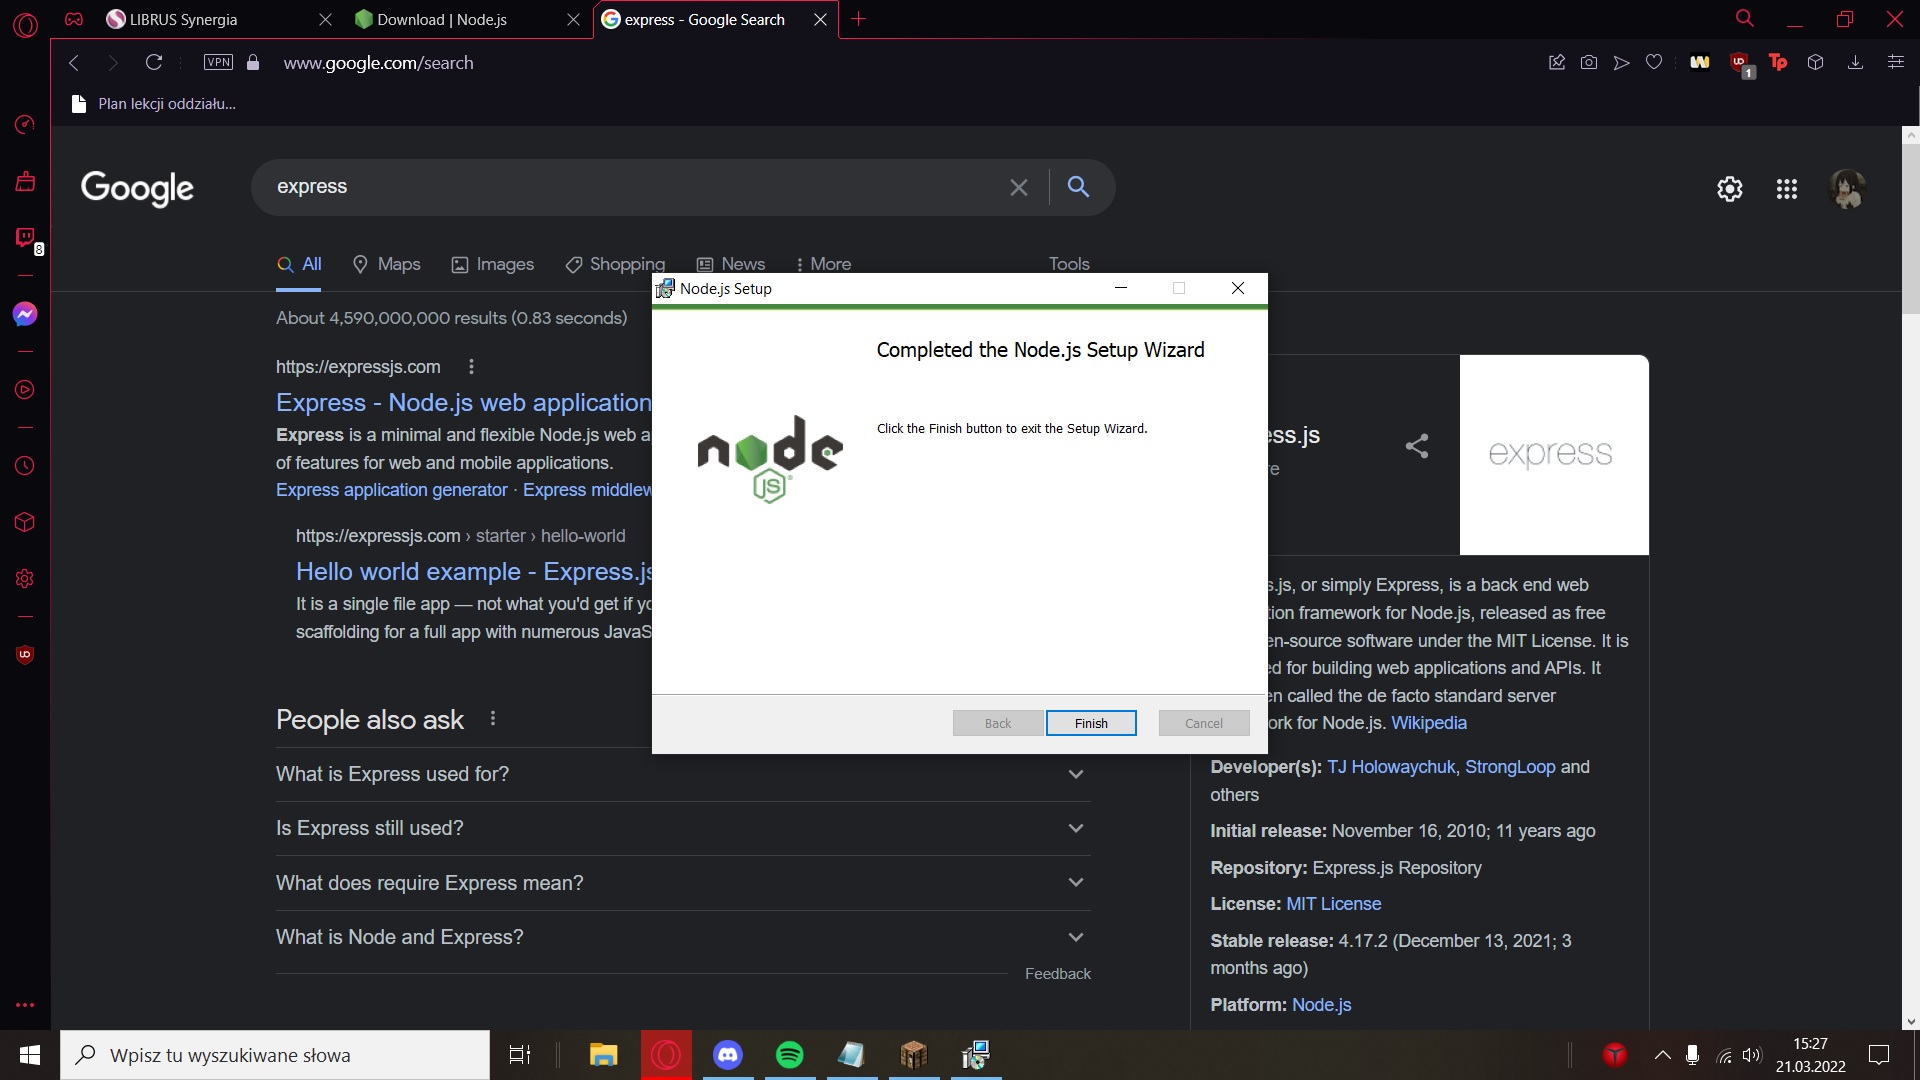 LIBRUS Synergia
Download | Node.js
express - Google Search
VPN
www.google.com/search
1
Plan lekcji oddziału...
8
Google
express
All
Maps
Images
Shopping
News
More
Tools
About 4,590,000,000 results (0.83 seconds)
https://expressjs.com
Express - Node.js web application
Express is a minimal and flexible Node.js web a
of features for web and mobile applications.
Express application generator · Express middlew
https://expressjs.com › starter › hello-world
Hello world example - Express.js
It is a single file app — not what you'd get if yo
scaffolding for a full app with numerous JavaS
People also ask
What is Express used for?
Is Express still used?
What does require Express mean?
What is Node and Express?
Feedback
Node.js Setup
Completed the Node.js Setup Wizard
Click the Finish button to exit the Setup Wizard.
node
JS
Back
Finish
Cancel
ess.js
re
express
s.js, or simply Express, is a back end web
tion framework for Node.js, released as free
en-source software under the MIT License. It is
ed for building web applications and APIs. It
en called the de facto standard server
ork for Node.js. Wikipedia
Developer(s): TJ Holowaychuk, StrongLoop and
others
Initial release: November 16, 2010; 11 years ago
Repository: Express.js Repository
License: MIT License
Stable release: 4.17.2 (December 13, 2021; 3
months ago)
Platform: Node.js
Wpisz tu wyszukiwane słowa
15:27
21.03.2022